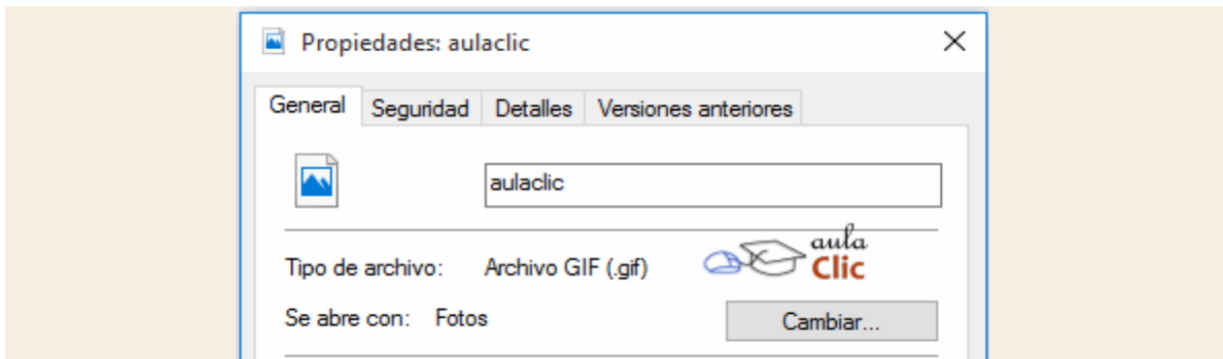 Propiedades: aulaclic
General Seguridad Detalles Versiones anteriores
aulaclic
aula
Clic
Tipo de archivo: Archivo GIF (.gif)
Se abre con: Fotos Cambiar...